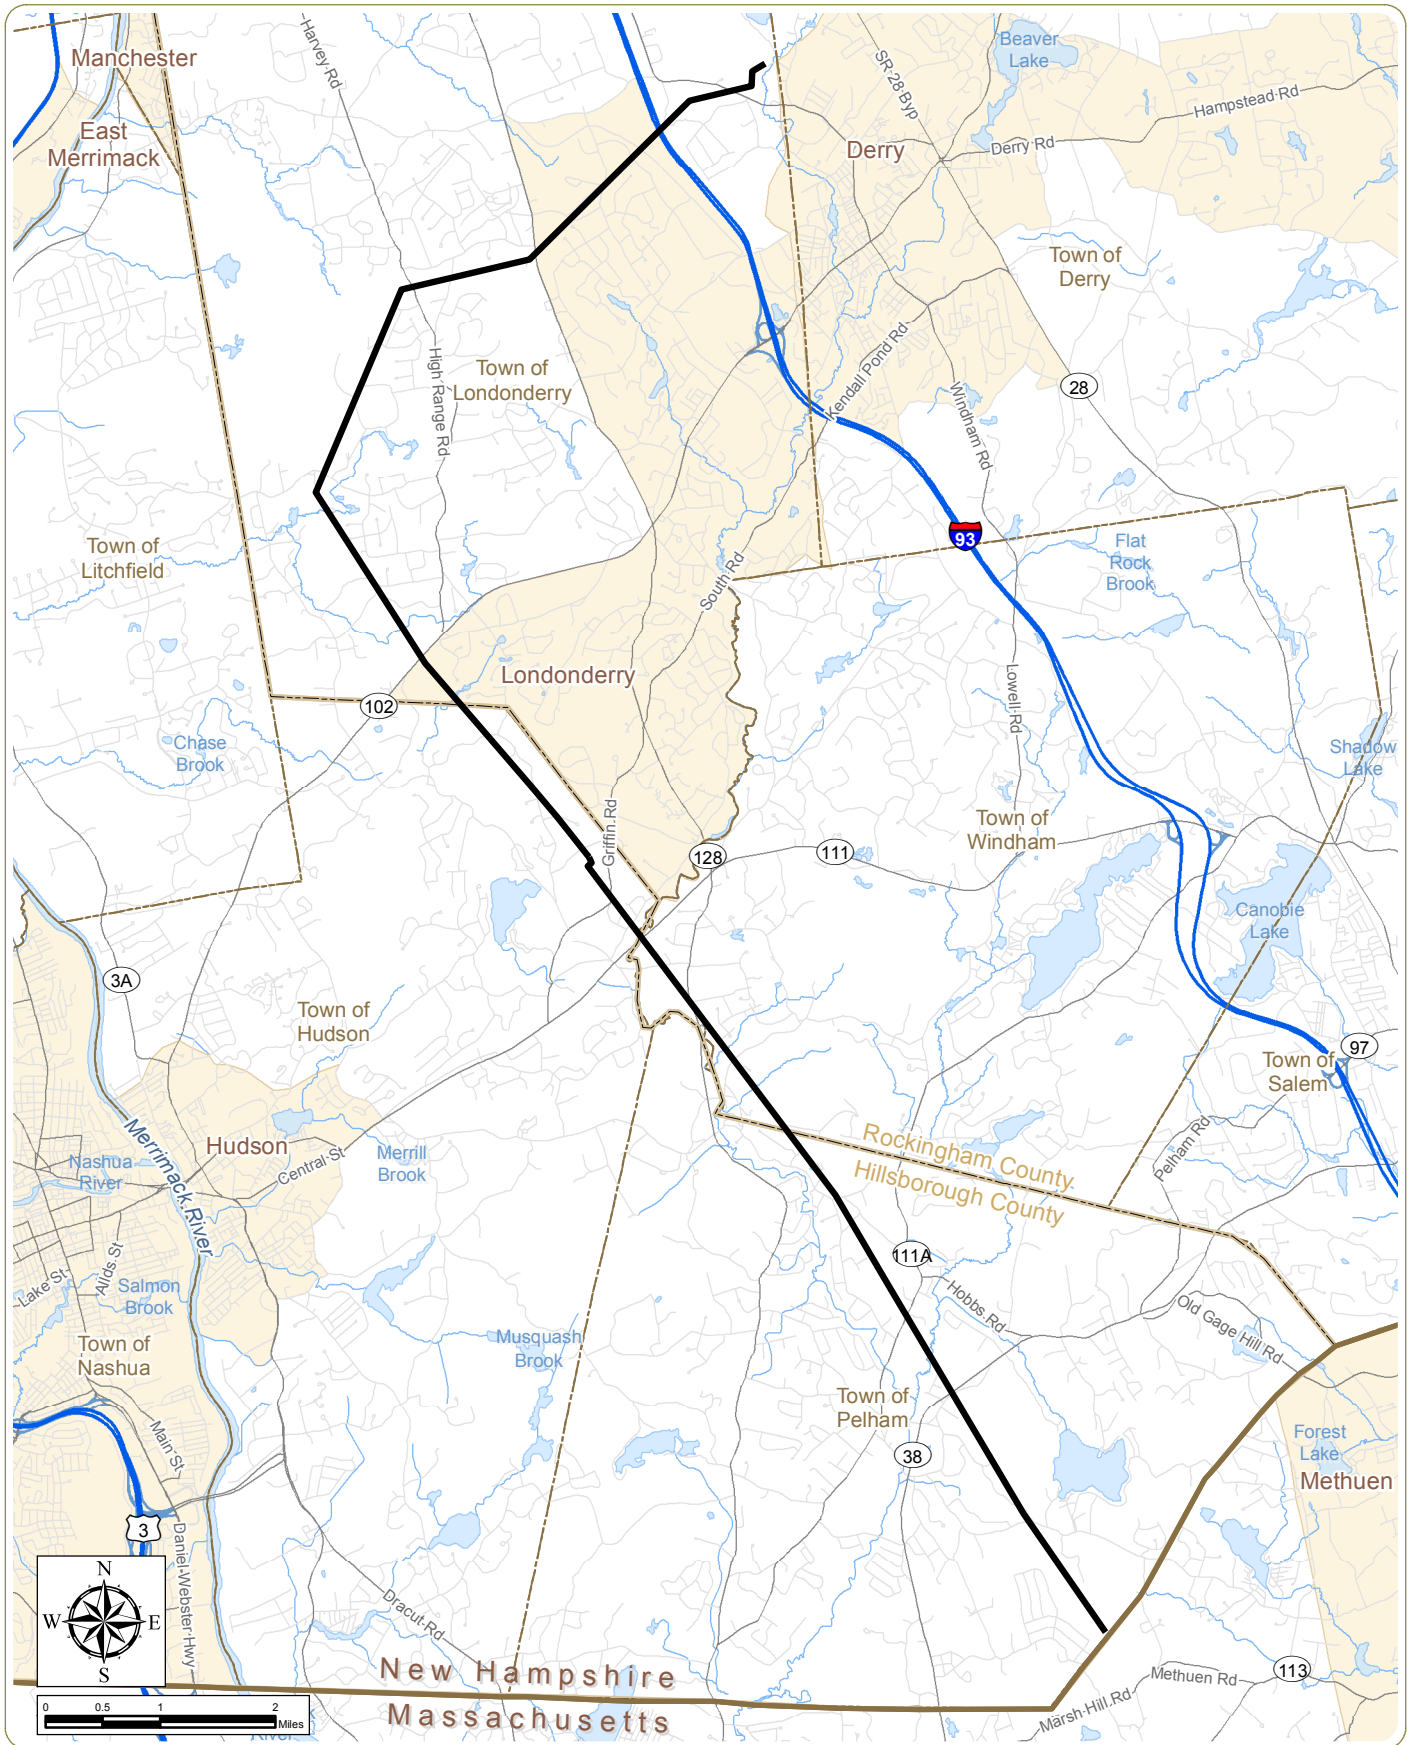 Manchester
East
Merrimack
Harvey Rd
SR 28 Byp
Beaver
Lake
Hampstead Rd
Derry Rd
Derry
Town of
Derry
Kendall Pond Rd
Windham Rd
28
High Range Rd
Town of
Londonderry
93
Flat
Rock
Brook
Town of
Litchfield
South Rd
Londonderry
102
Lowell Rd
Chase
Brook
Shadow
Lake
Griffin Rd
Town of
Windham
128
111
Canobie
Lake
3A
Town of
Hudson
97
Town of
Salem
Merrimack River
Hudson
Central St
Merrill
Brook
Nashua
River
Rockingham County
Hillsborough County
Pelham Rd
111A
Hobbs Rd
Old Gage Hill Rd
Lake St
Allds St
Salmon
Brook
Musquash
Brook
Town of
Nashua
Town of
Pelham
Main St
38
Forest
Lake
Methuen
3
Daniel Webster Hwy
Dracut Rd
N
W E
S
New Hampshire
Massachusetts
Methuen Rd
113
Marsh Hill Rd
0 0.5 1 2
Miles
River